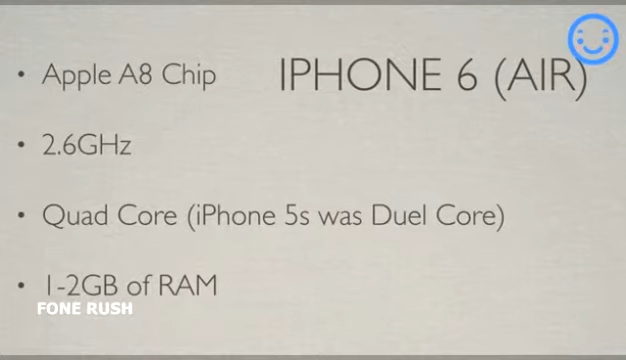 IPHONE 6 (AIR)
• Apple A8 Chip
• 2.6GHz
• Quad Core (iPhone 5s was Duel Core)
• 1-2GB of RAM
FONE RUSH